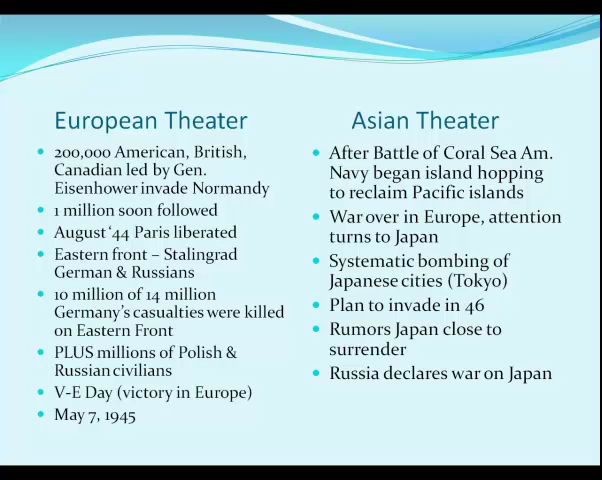 European Theater
200,000 American, British,
Canadian led by Gen.
Eisenhower invade Normandy
1 million soon followed
August '44 Paris liberated
Eastern front – Stalingrad
German & Russians
10 million of 14 million
Germany's casualties were killed
on Eastern Front
PLUS millions of Polish &
Russian civilians
V-E Day (victory in Europe)
May 7, 1945
Asian Theater
After Battle of Coral Sea Am.
Navy began island hopping
to reclaim Pacific islands
War over in Europe, attention
turns to Japan
Systematic bombing of
Japanese cities (Tokyo)
Plan to invade in 46
Rumors Japan close to
surrender
Russia declares war on Japan